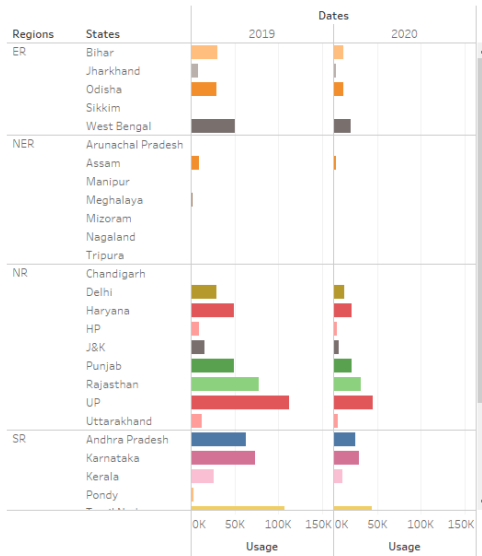 Dates
Regions States 2019 2020
ER Bihar
Jharkhand
Odisha
Sikkim
West Bengal
NER Arunachal Pradesh
Assam
Manipur
Meghalaya
Mizoram
Nagaland
Tripura
NR Chandigarh
Delhi
Haryana
HP
J&K
Punjab
Rajasthan
UP
Uttarakhand
SR Andhra Pradesh
Karnataka
Kerala
Pondy
0K 50K 100K 150K 0K 50K 100K 150K
Usage Usage